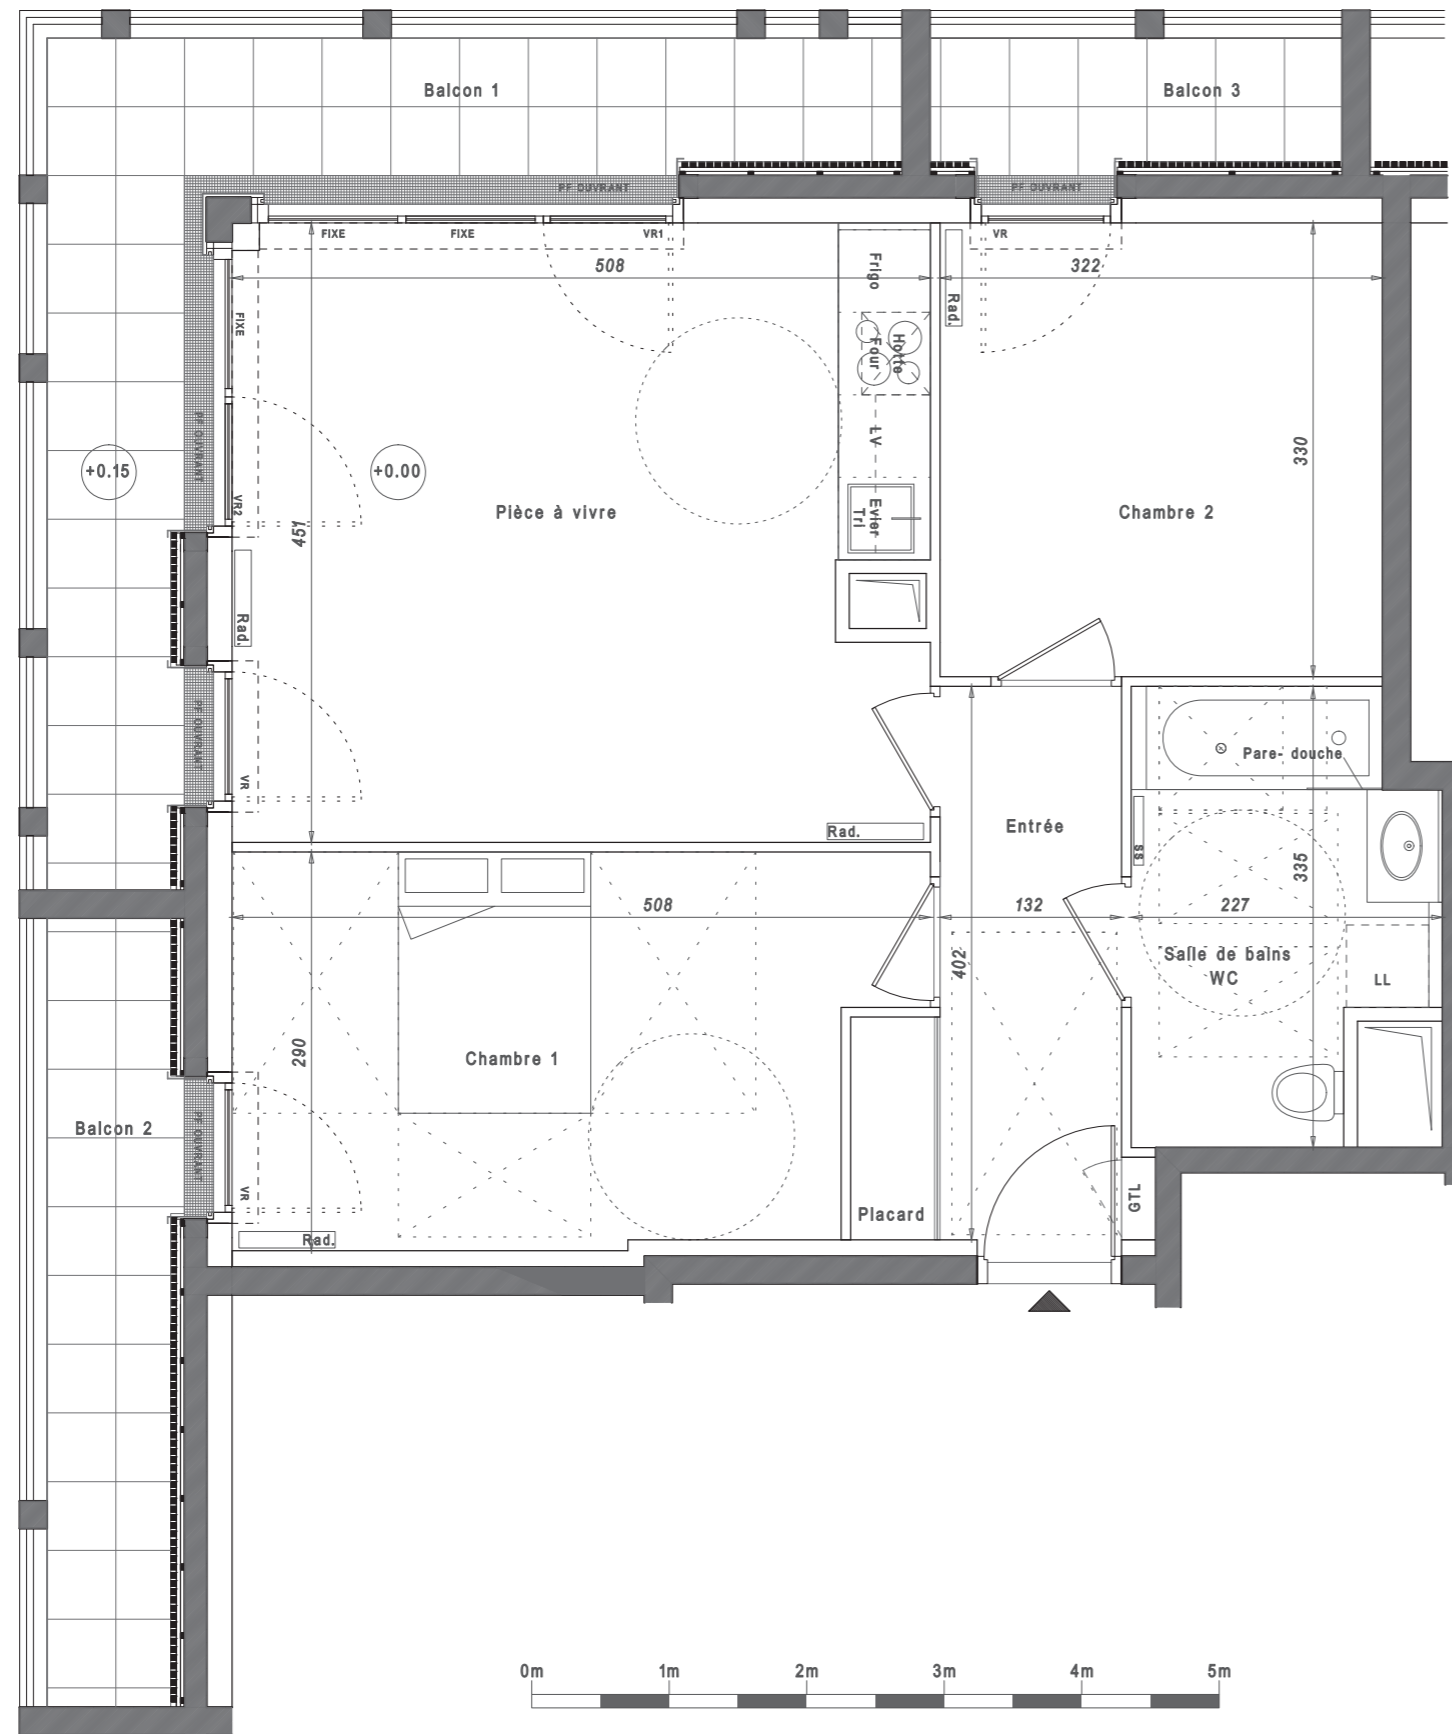 Balcon 1
Balcon 3
PF OUVRANT
PF OUVRANT
FIXE
FIXE
VR1
VR
508
322
Frigo
Rad.
FIXE
Hotte
Four
PF OUVRANT
LV
330
+0.15
+0.00
VR2
451
Pièce à vivre
Evier
Tri
Chambre 2
Rad.
PF OUVRANT
VR
Pare- douche
Rad.
Entrée
ss
335
508
132
227
402
Salle de bains
WC
LL
290
Chambre 1
Balcon 2
PF OUVRANT
VR
GTL
Placard
Rad.
0m
1m
2m
3m
4m
5m